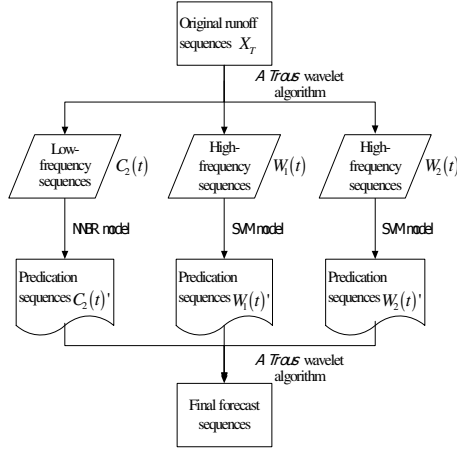 Original runoff
sequences X_T
A Trous wavelet
algorithm
Low-
frequency
sequences
C_2(t)
High-
frequency
sequences
W_1(t)
High-
frequency
sequences
W_2(t)
NNBR model
SVM model
SVM model
Predication
sequences C_2(t)'
Predication
sequences W_1(t)'
Predication
sequences W_2(t)'
A Trous wavelet
algorithm
Final forecast
sequences